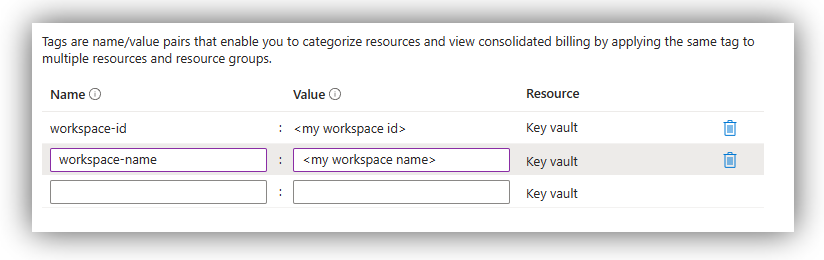 Tags are name/value pairs that enable you to categorize resources and view consolidated billing by applying the same tag to
multiple resources and resource groups.
Name Value Resource
workspace-id : <my workspace id> Key vault
workspace-name : <my workspace name> Key vault
: Key vault